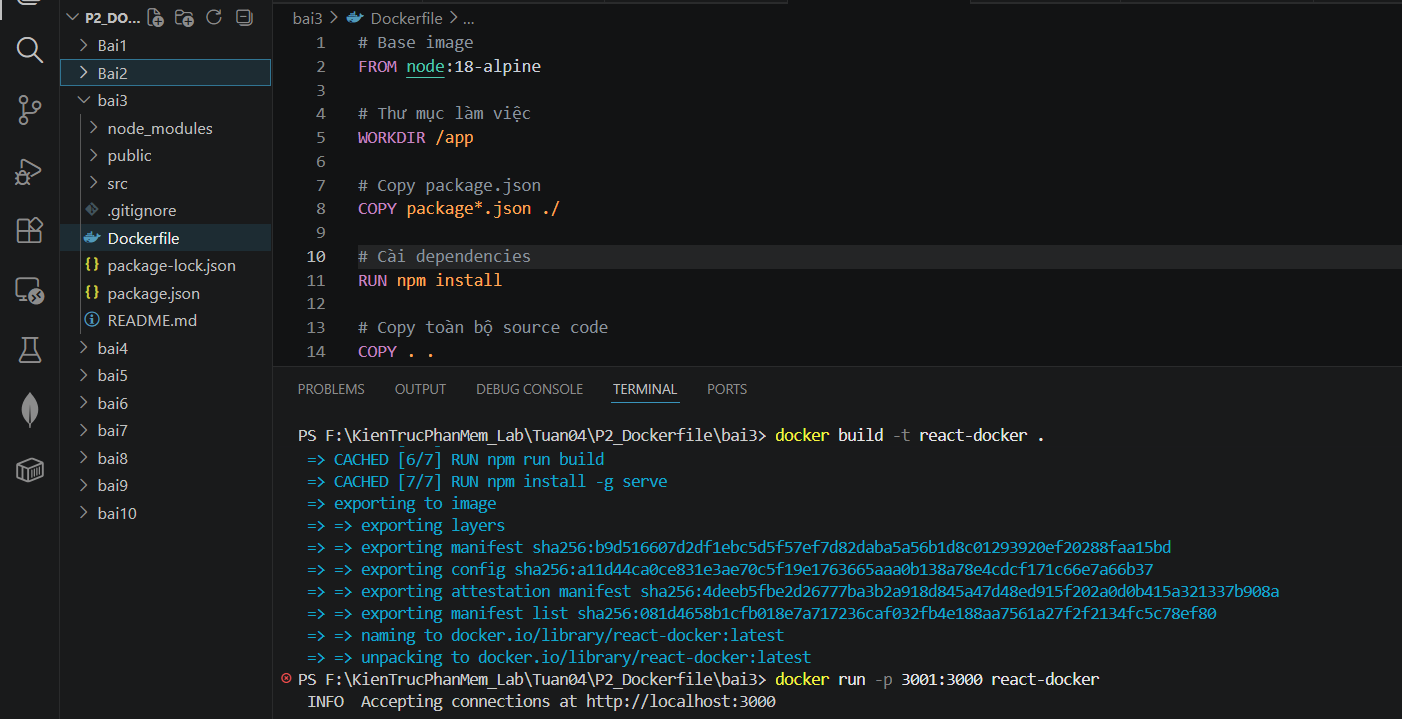 P2_DO...
Bai1
Bai2
bai3
node_modules
public
src
.gitignore
Dockerfile
package-lock.json
package.json
README.md
bai4
bai5
bai6
bai7
bai8
bai9
bai10
bai3 > Dockerfile > ...
1 # Base image
2 FROM node:18-alpine
3
4 # Thư mục làm việc
5 WORKDIR /app
6
7 # Copy package.json
8 COPY package*.json ./
9
10 # Cài dependencies
11 RUN npm install
12
13 # Copy toàn bộ source code
14 COPY . .
PROBLEMS OUTPUT DEBUG CONSOLE TERMINAL PORTS
PS F:\KienTrucPhanMem_Lab\Tuan04\P2_Dockerfile\bai3> docker build -t react-docker .
=> CACHED [6/7] RUN npm run build
=> CACHED [7/7] RUN npm install -g serve
=> exporting to image
=> => exporting layers
=> => exporting manifest sha256:b9d516607d2df1ebc5d5f57ef7d82daba5a56b1d8c01293920ef20288faa15bd
=> => exporting config sha256:a11d44ca0ce831e3ae70c5f19e1763665aaa0b138a78e4cdcf171c66e7a66b37
=> => exporting attestation manifest sha256:4deeb5fbe2d26777ba3b2a918d845a47d48ed915f202a0d0b415a321337b908a
=> => exporting manifest list sha256:081d4658b1cfb018e7a717236caf032fb4e188aa7561a27f2f2134fc5c78ef80
=> => naming to docker.io/library/react-docker:latest
=> => unpacking to docker.io/library/react-docker:latest
PS F:\KienTrucPhanMem_Lab\Tuan04\P2_Dockerfile\bai3> docker run -p 3001:3000 react-docker
INFO Accepting connections at http://localhost:3000